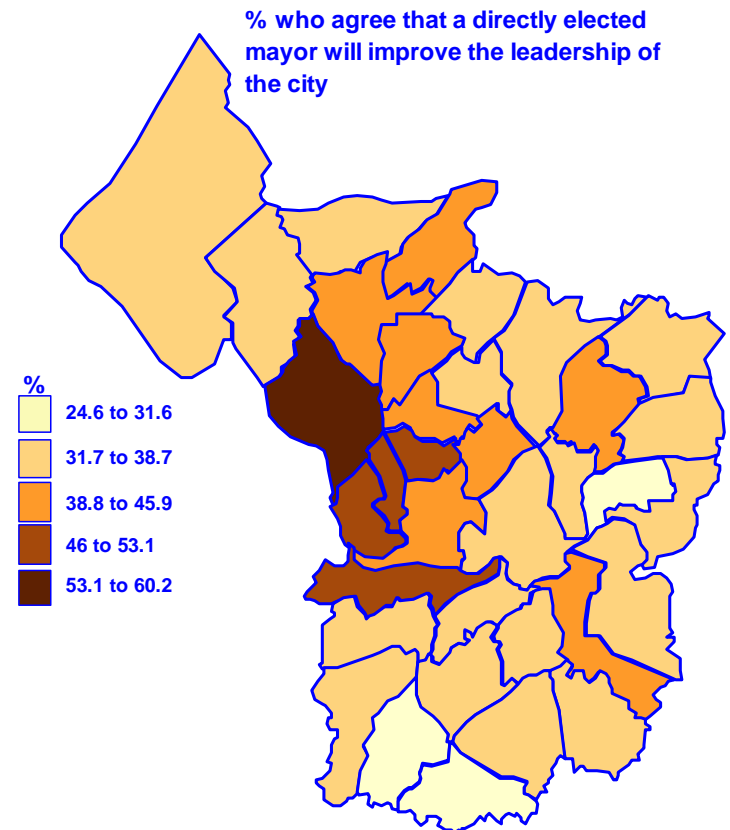 % who agree that a directly elected
mayor will improve the leadership of
the city
%
24.6 to 31.6
31.7 to 38.7
38.8 to 45.9
46 to 53.1
53.1 to 60.2